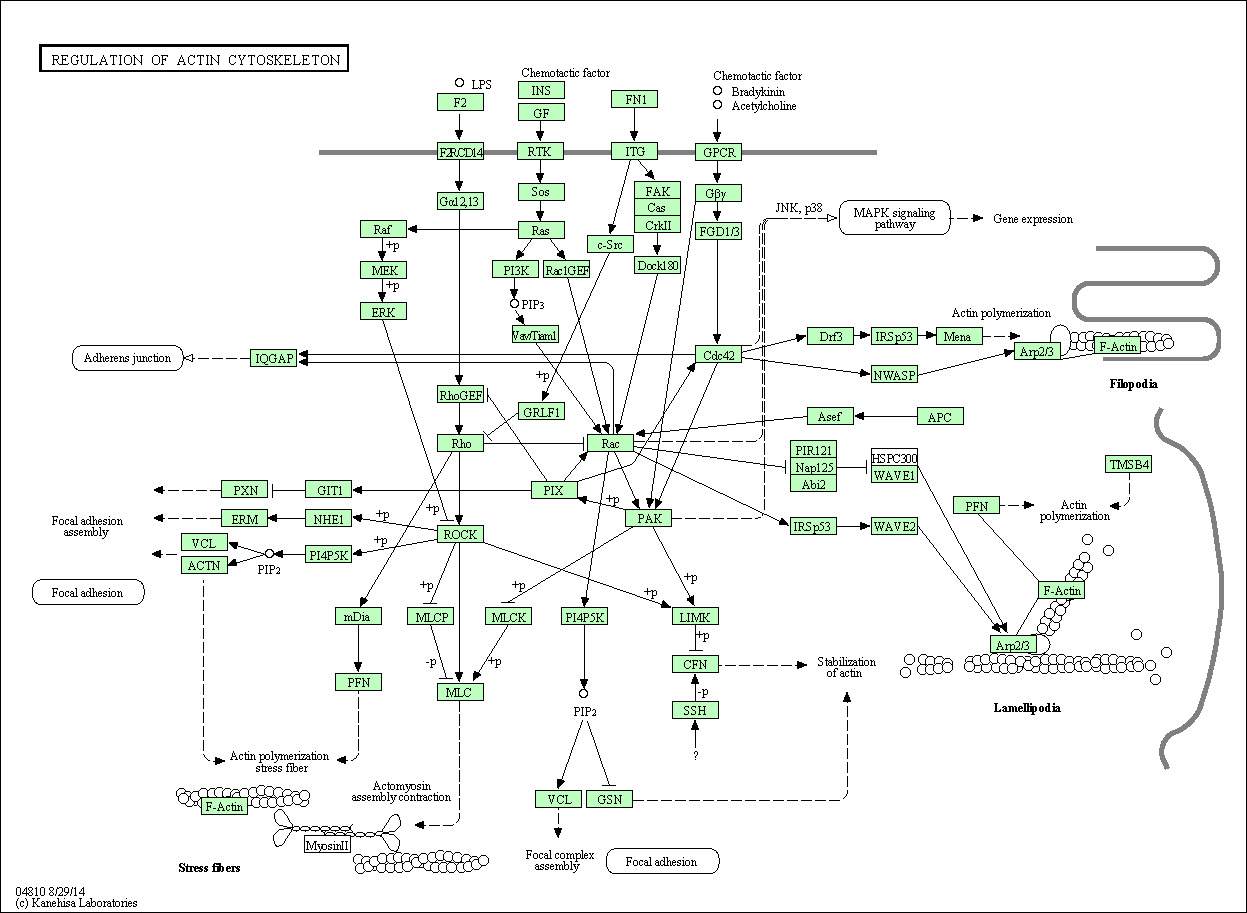 REGULATION OF ACTIN CYTOSKELETON
LPS
Chemotactic factor
Chemotactic factor
Bradykinin
Acetylcholine
F2
INS
GF
FN1
F2R CD14
RTK
ITG
GPCR
Gα12,13
Sos
FAK
Cas
CrkII
Gβγ
Raf
Ras
c-Src
FGD1/3
JNK, p38
MAPK signaling
pathway
Gene expression
+p
MEK
PI3K
Rac1GEF
Dock180
+p
ERK
PIP3
Vav/Tiam1
Actin polymerization
Drf3
IRSp53
Mena
Adherens junction
IQGAP
Cdc42
Arp2/3
F-Actin
NWASP
Filopodia
+p
RhoGEF
GRLF1
Asef
APC
Rho
Rac
PIR121
Nap125
Abi2
HSPC300
WAVE1
TMSB4
PXN
GIT1
PIX
+p
PFN
Actin
polymerization
Focal adhesion
assembly
ERM
NHE1
+p
+p
PAK
IRSp53
WAVE2
ROCK
VCL
ACTN
PIP2
PI4P5K
+p
Focal adhesion
+p
+p
+p
+p
F-Actin
mDia
MLCP
MLCK
PI4P5K
LIMK
+p
Arp2/3
-p
+p
CFN
Stabilization
of actin
PFN
MLC
-p
PIP2
SSH
Lamellipodia
?
Actin polymerization
stress fiber
Actomyosin
assembly contraction
F-Actin
VCL
GSN
MyosinII
Stress fibers
Focal complex
assembly
Focal adhesion
04810 8/29/14
(c) Kanehisa Laboratories